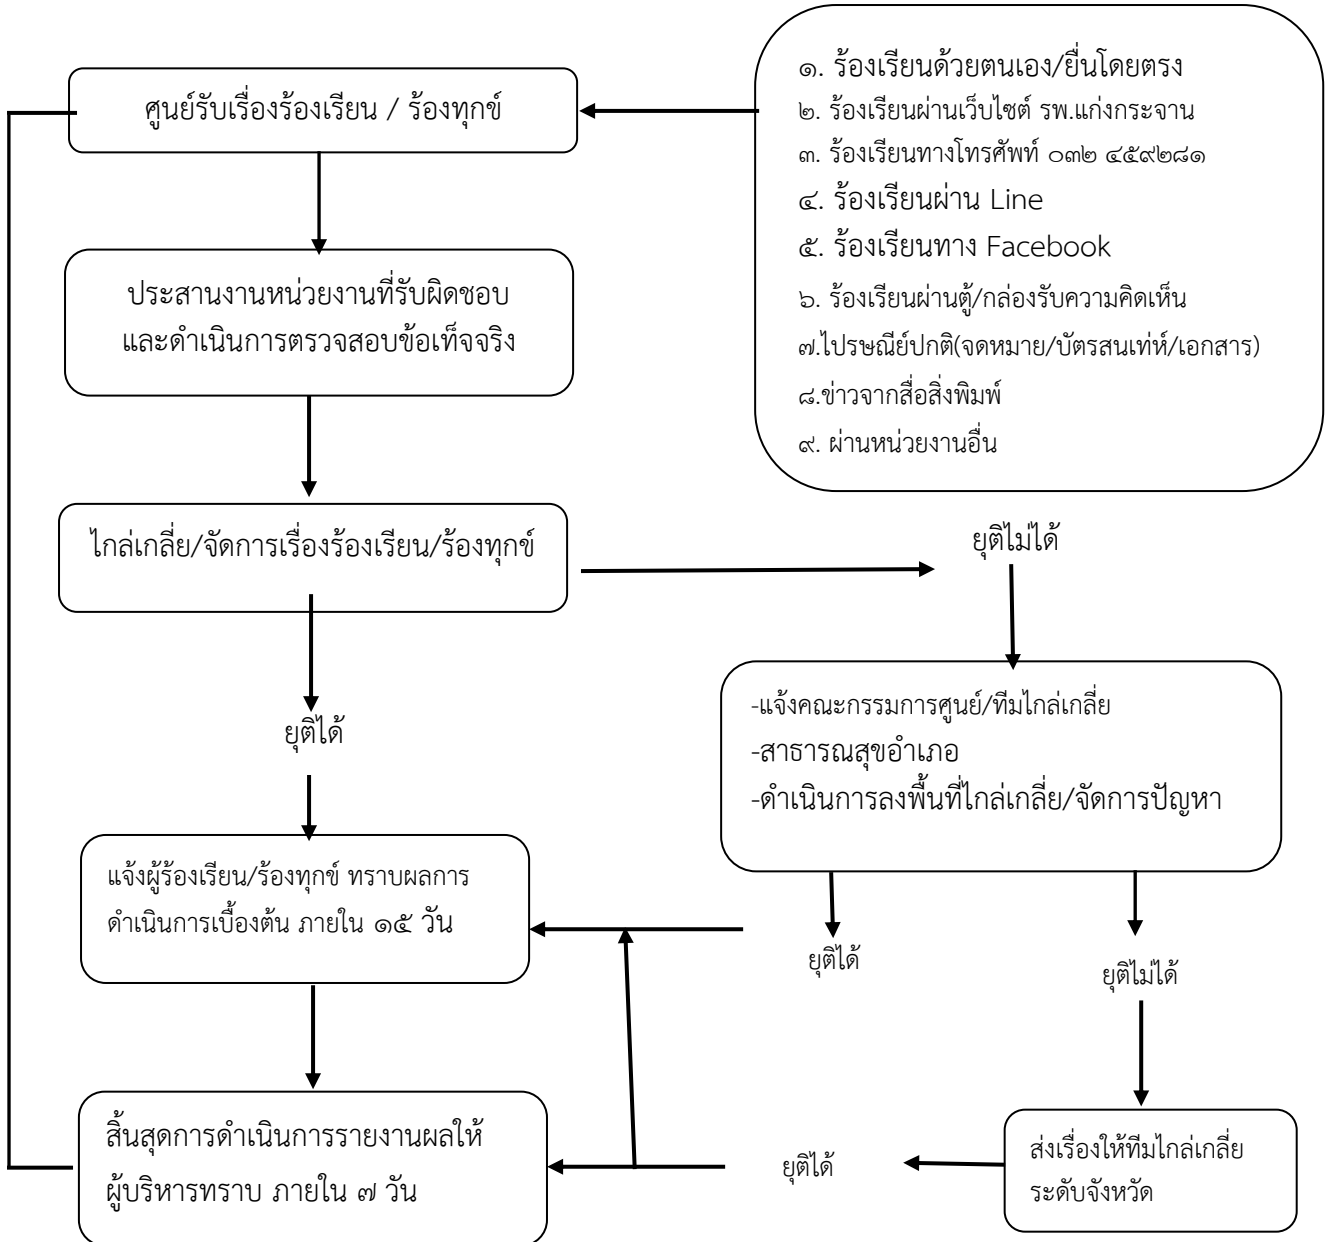 ศูนย์รับเรื่องร้องเรียน / ร้องทุกข์
๑. ร้องเรียนด้วยตนเอง/ยื่นโดยตรง
๒. ร้องเรียนผ่านเว็บไซต์ รพ.แก่งกระจาน
๓. ร้องเรียนทางโทรศัพท์ ๐๓๒ ๔๕๙๒๘๑
๔. ร้องเรียนผ่าน Line
๕. ร้องเรียนทาง Facebook
๖. ร้องเรียนผ่านตู้/กล่องรับความคิดเห็น
๗.ไปรษณีย์ปกติ(จดหมาย/บัตรสนเท่ห์/เอกสาร)
๘.ข่าวจากสื่อสิ่งพิมพ์
๙. ผ่านหน่วยงานอื่น
ประสานงานหน่วยงานที่รับผิดชอบ
และดำเนินการตรวจสอบข้อเท็จจริง
ไกล่เกลี่ย/จัดการเรื่องร้องเรียน/ร้องทุกข์
ยุติไม่ได้
ยุติได้
-แจ้งคณะกรรมการศูนย์/ทีมไกล่เกลี่ย
-สาธารณสุขอำเภอ
-ดำเนินการลงพื้นที่ไกล่เกลี่ย/จัดการปัญหา
แจ้งผู้ร้องเรียน/ร้องทุกข์ ทราบผลการ
ดำเนินการเบื้องต้น ภายใน ๑๕ วัน
ยุติได้
ยุติไม่ได้
สิ้นสุดการดำเนินการรายงานผลให้
ผู้บริหารทราบ ภายใน ๗ วัน
ยุติได้
ส่งเรื่องให้ทีมไกล่เกลี่ย
ระดับจังหวัด